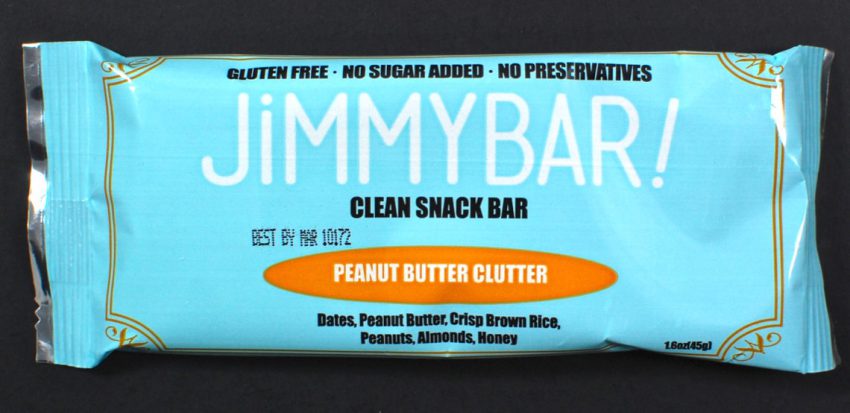 GLUTEN FREE · NO SUGAR ADDED · NO PRESERVATIVES
JiMMYBAR!
CLEAN SNACK BAR
BEST BY MAR 10172
PEANUT BUTTER CLUTTER
Dates, Peanut Butter, Crisp Brown Rice,
Peanuts, Almonds, Honey
1.6oz(45g)